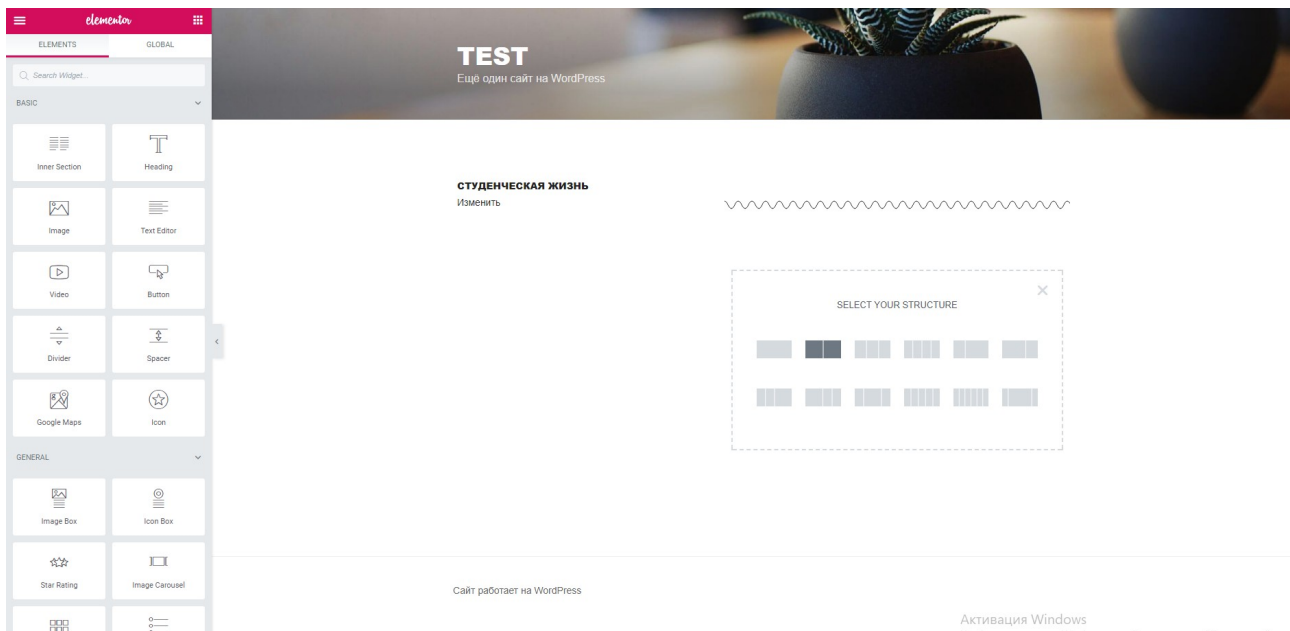 elementor
ELEMENTS
GLOBAL
Search Widget...
BASIC
Inner Section
Heading
Image
Text Editor
Video
Button
Divider
Spacer
Google Maps
Icon
GENERAL
Image Box
Icon Box
Star Rating
Image Carousel
TEST
Ещё один сайт на WordPress
СТУДЕНЧЕСКАЯ ЖИЗНЬ
Изменить
SELECT YOUR STRUCTURE
Сайт работает на WordPress
Активация Windows